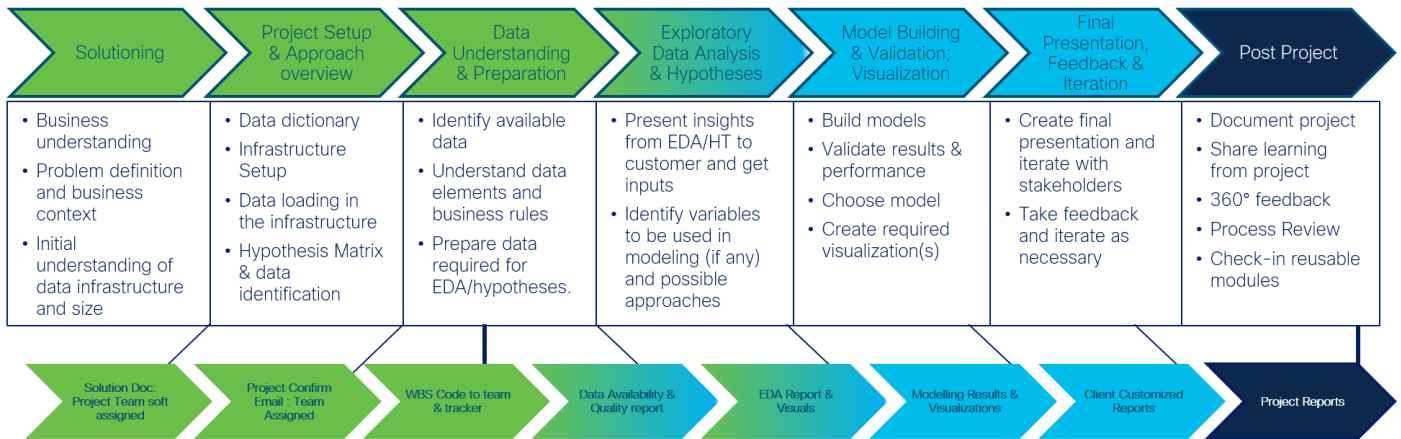 Solutioning
Project Setup
& Approach
overview
Data
Understanding
& Preparation
Exploratory
Data Analysis
& Hypotheses
Model Building
& Validation;
Visualization
Final
Presentation,
Feedback &
Iteration
Post Project
• Business
understanding
• Problem definition
and business
context
• Initial
understanding of
data infrastructure
and size
• Data dictionary
• Infrastructure
Setup
• Data loading in
the infrastructure
• Hypothesis Matrix
& data
identification
• Identify available
data
• Understand data
elements and
business rules
• Prepare data
required for
EDA/hypotheses.
• Present insights
from EDA/HT to
customer and get
inputs
• Identify variables
to be used in
modeling (if any)
and possible
approaches
• Build models
• Validate results &
performance
• Choose model
• Create required
visualization(s)
• Create final
presentation and
iterate with
stakeholders
• Take feedback
and iterate as
necessary
• Document project
• Share learning
from project
• 360° feedback
• Process Review
• Check-in reusable
modules
Solution Doc:
Project Team soft
assigned
Project Confirm
Email : Team
Assigned
WBS Code to team
& tracker
Data Availability &
Quality report
EDA Report &
Visuals
Modelling Results &
Visualizations
Client Customized
Reports
Project Reports